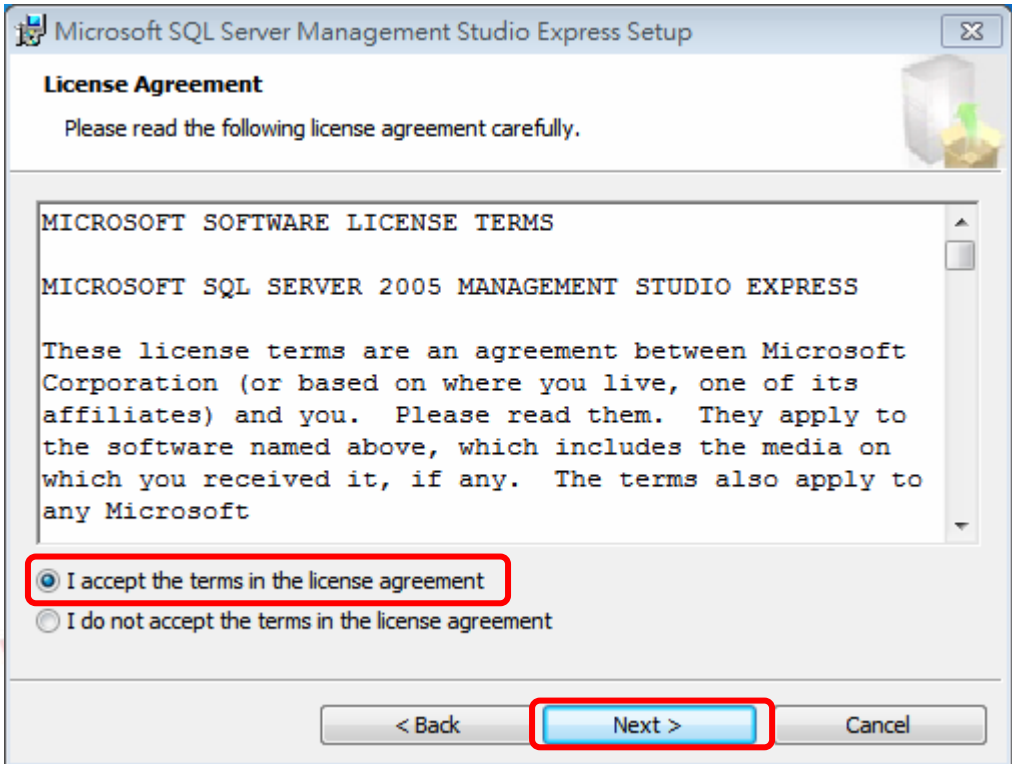 Microsoft SQL Server Management Studio Express Setup
License Agreement
Please read the following license agreement carefully.
MICROSOFT SOFTWARE LICENSE TERMS
MICROSOFT SQL SERVER 2005 MANAGEMENT STUDIO EXPRESS
These license terms are an agreement between Microsoft
Corporation (or based on where you live, one of its
affiliates) and you.  Please read them.  They apply to
the software named above, which includes the media on
which you received it, if any.  The terms also apply to
any Microsoft
I accept the terms in the license agreement
I do not accept the terms in the license agreement
< Back Next > Cancel